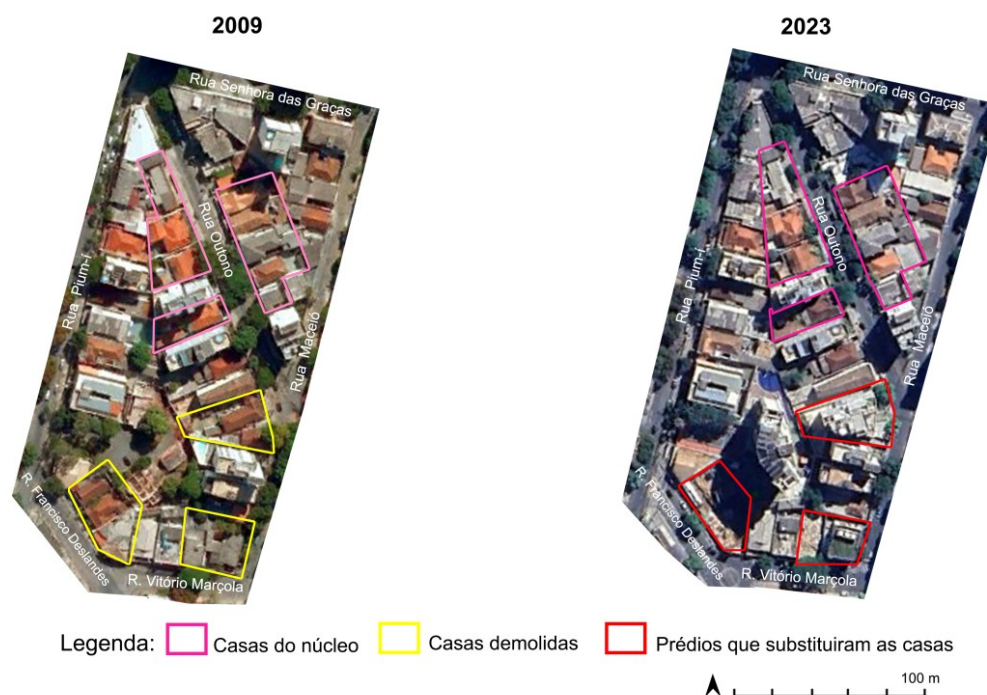 2009
2023
Rua Senhora das Graças
Rua Outono
Rua Pium-í
Rua Maceió
R. Francisco Deslandes
R. Vitório Marçola
Rua Senhora das Graças
Rua Outono
Rua Pium-í
Rua Maceió
R. Francisco Deslandes
R. Vitório Marçola
Legenda: Casas do núcleo Casas demolidas Prédios que substituiram as casas
100 m